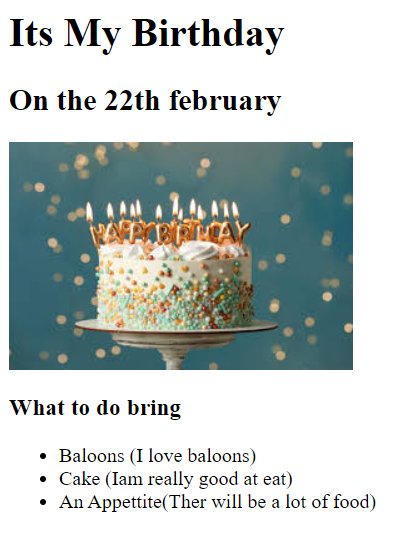 Its My Birthday
On the 22th february
HAPPY BIRTHDAY
What to do bring
Baloons (I love baloons)
Cake (Iam really good at eat)
An Appettite(Ther will be a lot of food)